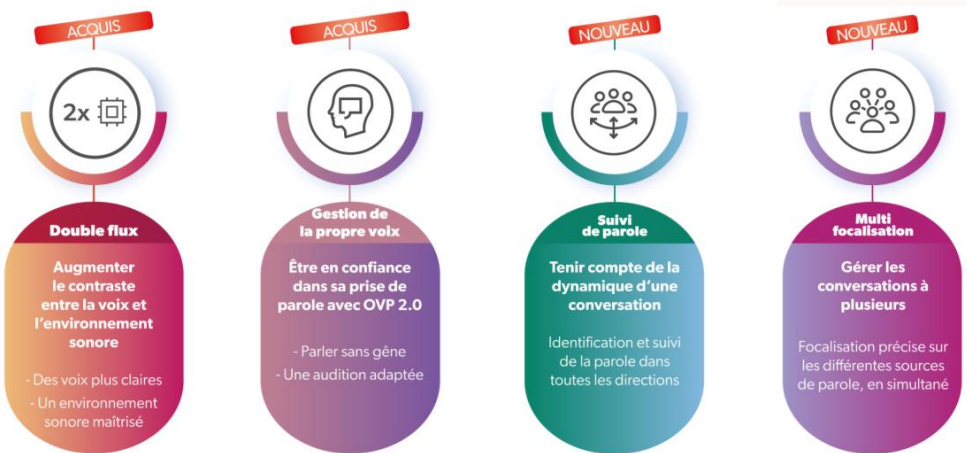 ACQUIS
2x
Double flux
Augmenter
le contraste
entre la voix et
l'environnement
sonore
- Des voix plus claires
- Un environnement
sonore maîtrisé
ACQUIS
Gestion de
la propre voix
Être en confiance
dans sa prise de
parole avec OVP 2.0
- Parler sans gêne
- Une audition adaptée
NOUVEAU
Suivi
de parole
Tenir compte de la
dynamique d'une
conversation
Identification et suivi
de la parole dans
toutes les directions
NOUVEAU
Multi
focalisation
Gérer les
conversations à
plusieurs
Focalisation précise sur
les différentes sources
de parole, en simultané